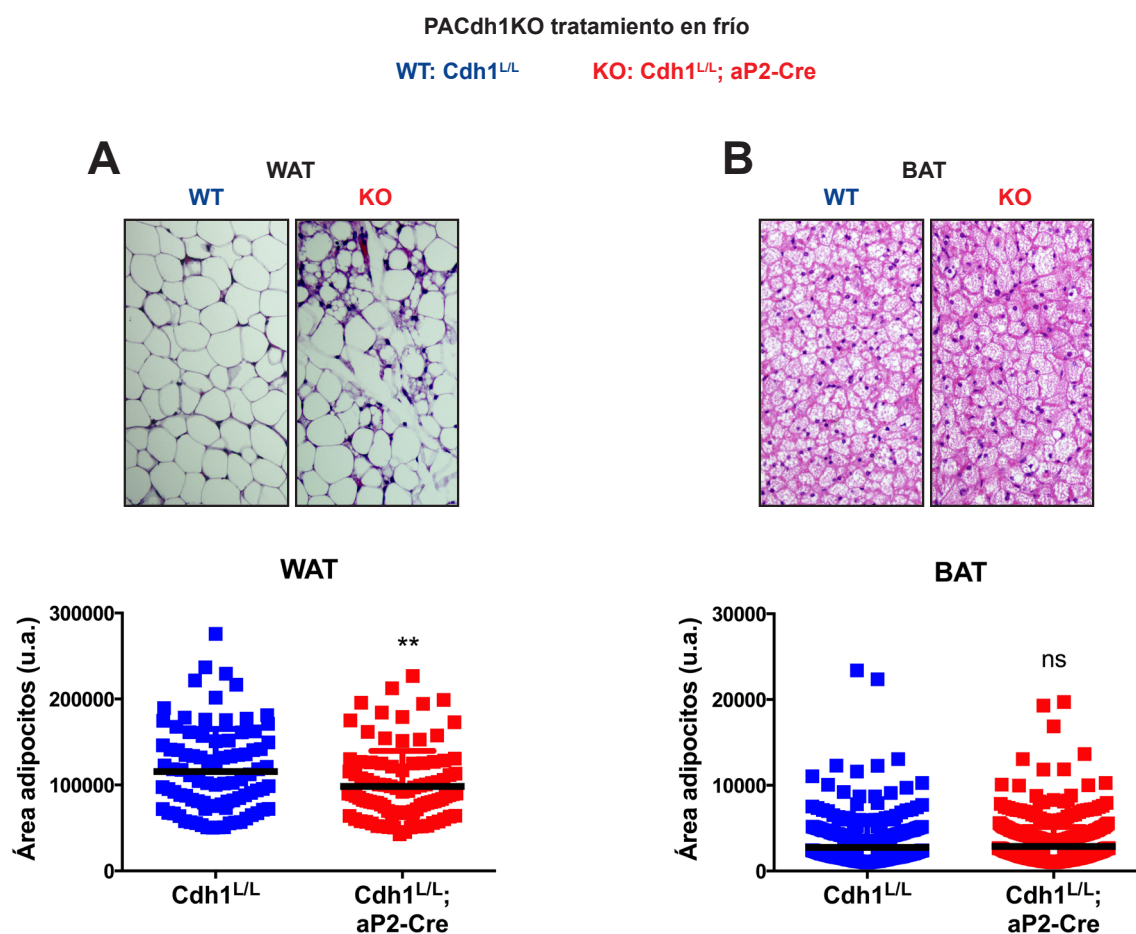 PACdh1KO tratamiento en frío
WT: Cdh1L/L KO: Cdh1L/L; aP2-Cre
A
WAT
WT KO
B
BAT
WT KO
WAT
Área adipocitos (u.a.)
300000
200000
100000
0
**
Cdh1L/L
Cdh1L/L;
aP2-Cre
BAT
Área adipocitos (u.a.)
30000
20000
10000
0
ns
Cdh1L/L
Cdh1L/L;
aP2-Cre